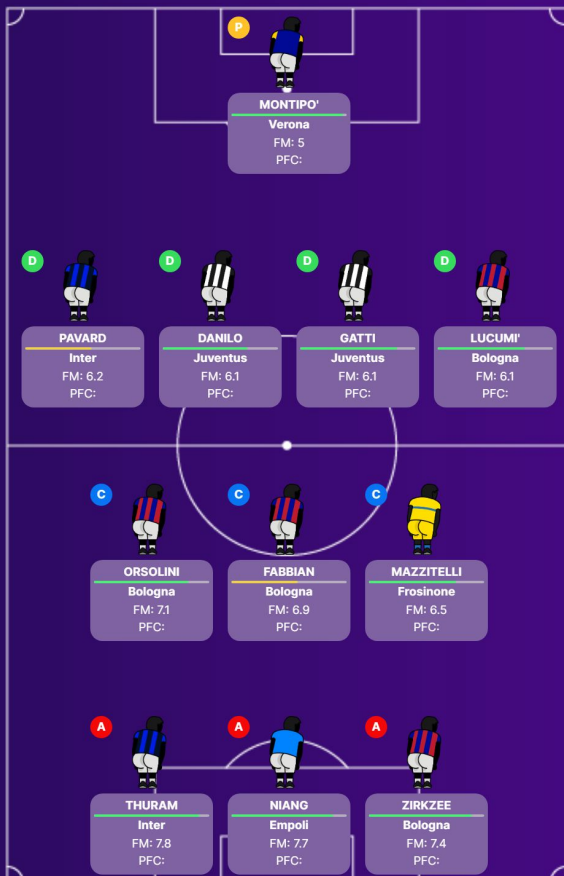 P
MONTIPO'
Verona
FM: 5
PFC:
D
PAVARD
Inter
FM: 6.2
PFC:
D
DANILO
Juventus
FM: 6.1
PFC:
D
GATTI
Juventus
FM: 6.1
PFC:
D
LUCUMI'
Bologna
FM: 6.1
PFC:
C
ORSOLINI
Bologna
FM: 7.1
PFC:
C
FABBIAN
Bologna
FM: 6.9
PFC:
C
MAZZITELLI
Frosinone
FM: 6.5
PFC:
A
THURAM
Inter
FM: 7.8
PFC:
A
NIANG
Empoli
FM: 7.7
PFC:
A
ZIRKZEE
Bologna
FM: 7.4
PFC: